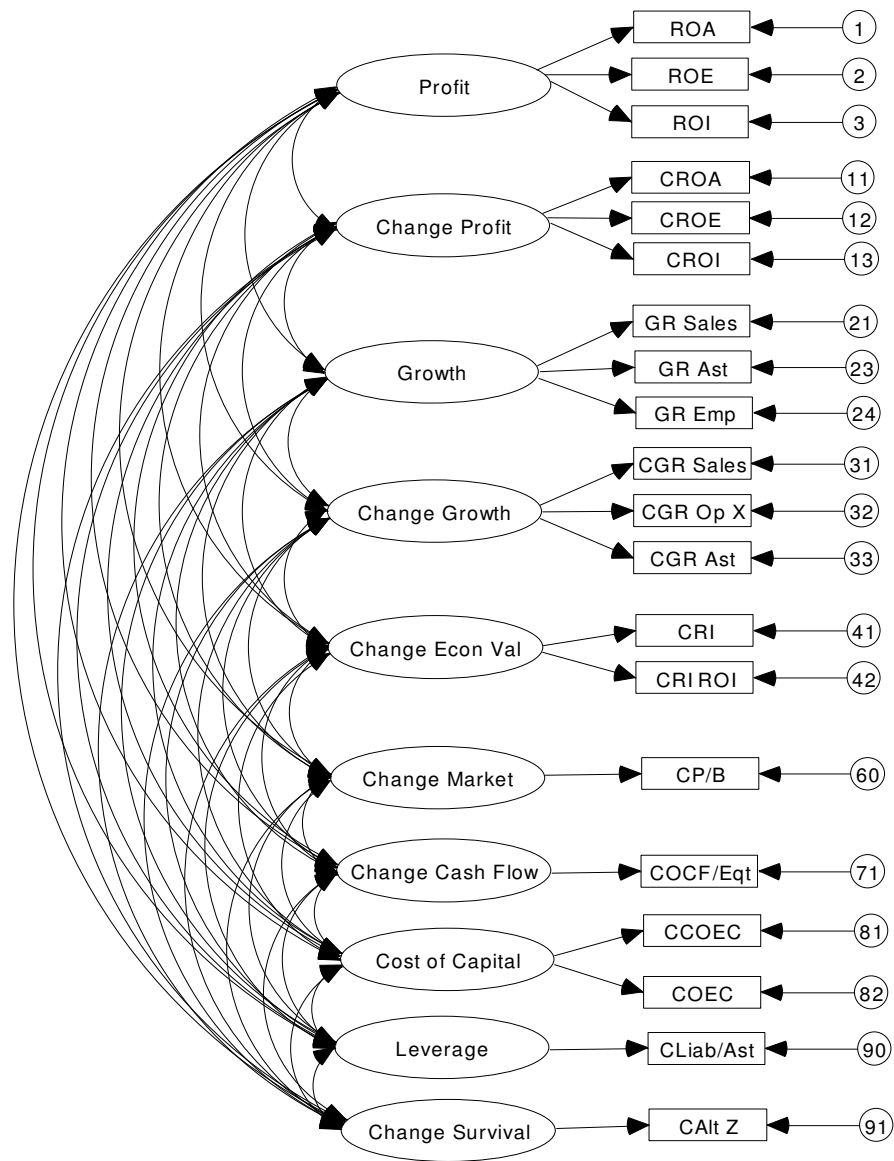 ROA
1
Profit
ROE
2
ROI
3
CROA
11
Change Profit
CROE
12
CROI
13
GR Sales
21
Growth
GR Ast
23
GR Emp
24
CGR Sales
31
Change Growth
CGR Op X
32
CGR Ast
33
CRI
41
Change Econ Val
CRI ROI
42
Change Market
CP/B
60
Change Cash Flow
COCF/Eqt
71
CCOEC
81
Cost of Capital
COEC
82
Leverage
CLiab/Ast
90
Change Survival
CAlt Z
91